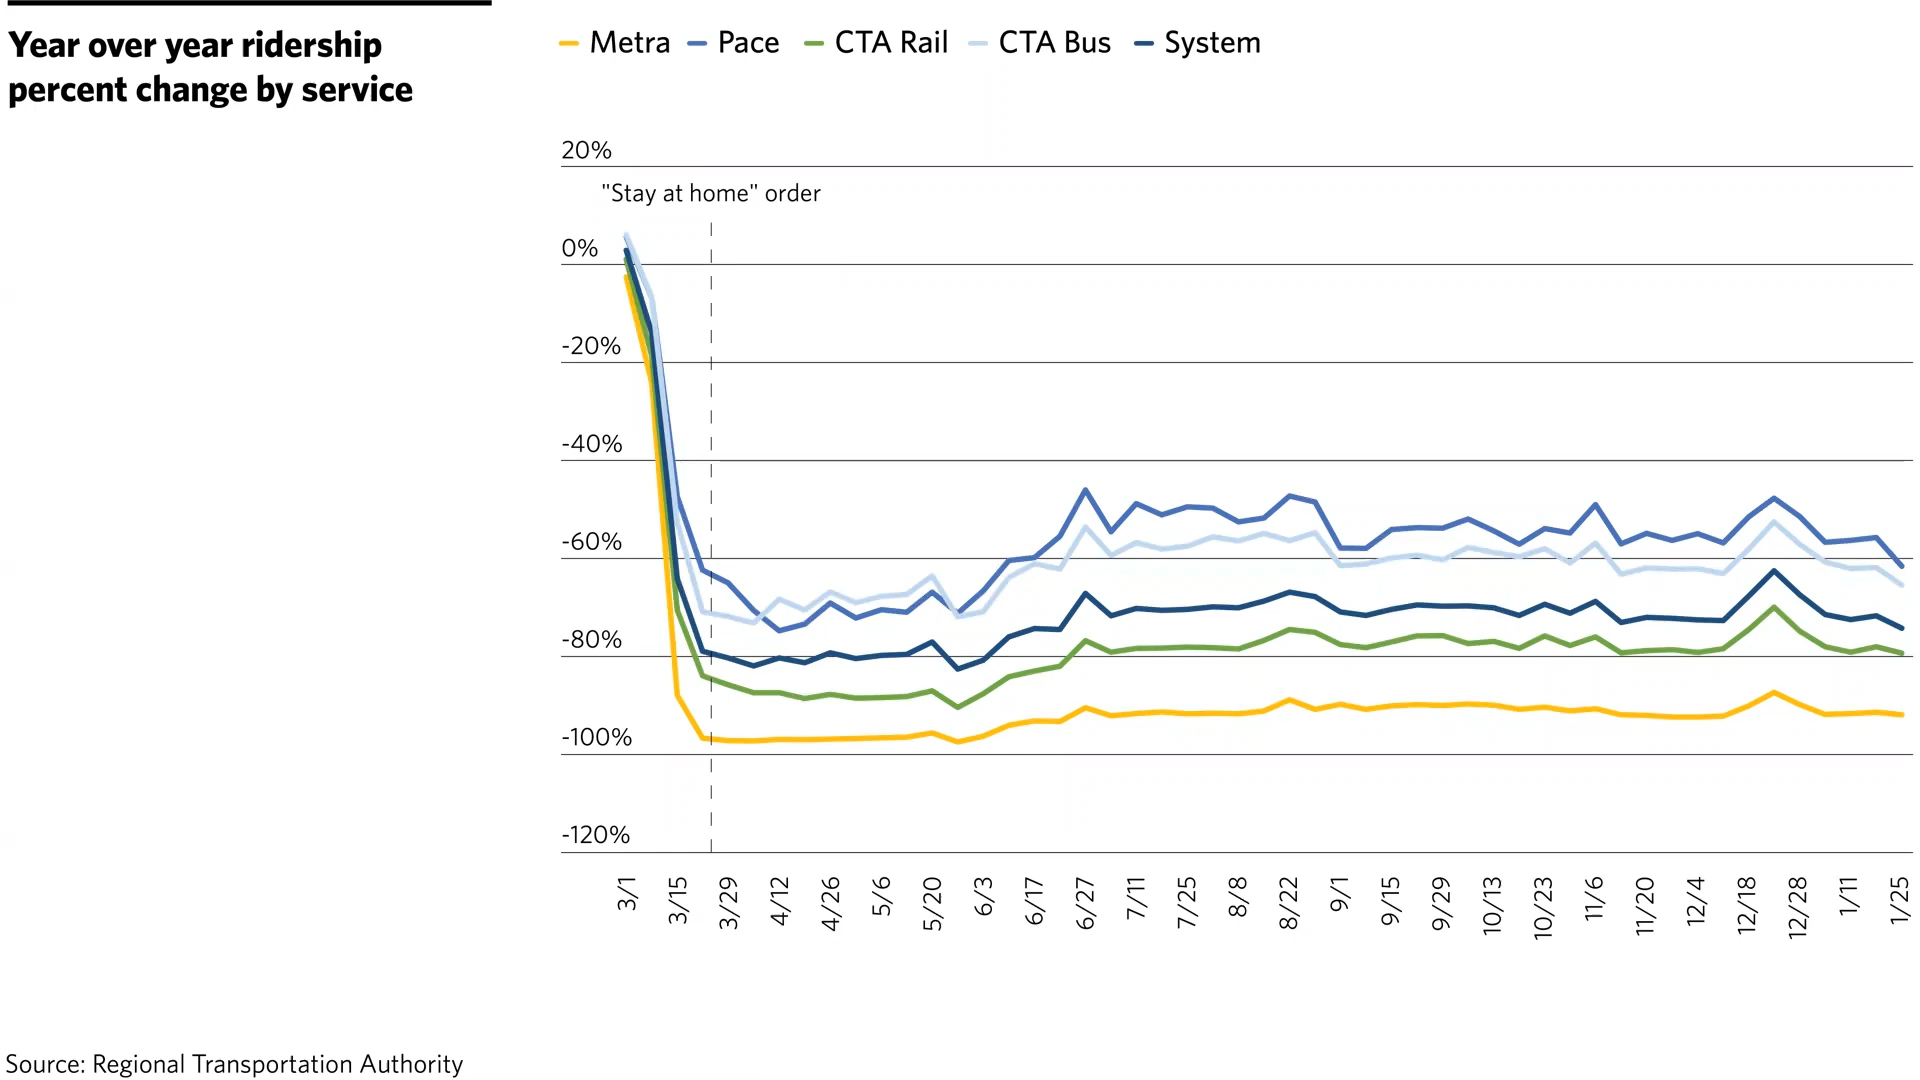 Year over year ridership
percent change by service
Metra Pace CTA Rail CTA Bus System
20%
"Stay at home" order
0%
-20%
-40%
-60%
-80%
-100%
-120%
3/1 3/15 3/29 4/12 4/26 5/6 5/20 6/3 6/17 6/27 7/11 7/25 8/8 8/22 9/1 9/15 9/29 10/13 10/23 11/6 11/20 12/4 12/18 12/28 1/11 1/25
Source: Regional Transportation Authority